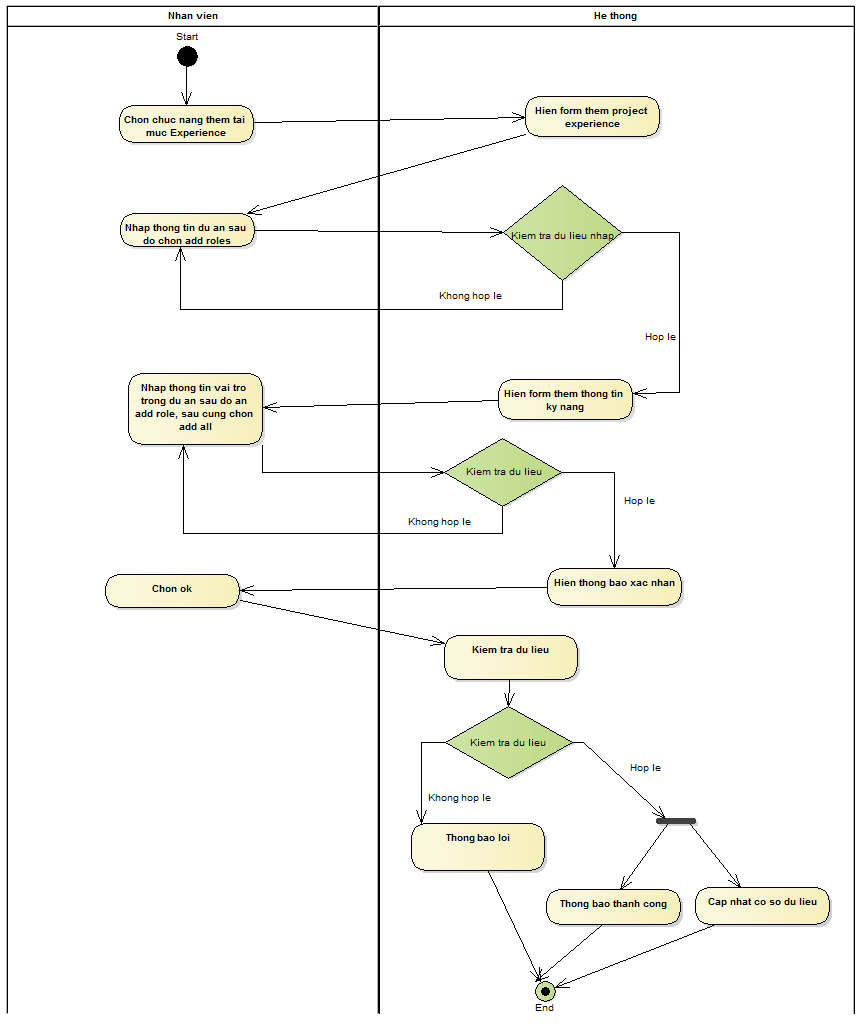 Nhan vien
He thong
Start
Chon chuc nang them tai
muc Experience
Hien form them project
experience
Nhap thong tin du an sau
do chon add roles
Kiem tra du lieu nhap
Khong hop le
Hop le
Nhap thong tin vai tro
trong du an sau do an
add role, sau cung chon
add all
Hien form them thong tin
ky nang
Kiem tra du lieu
Khong hop le
Hop le
Chon ok
Hien thong bao xac nhan
Kiem tra du lieu
Kiem tra du lieu
Hop le
Khong hop le
Thong bao loi
Thong bao thanh cong
Cap nhat co so du lieu
End